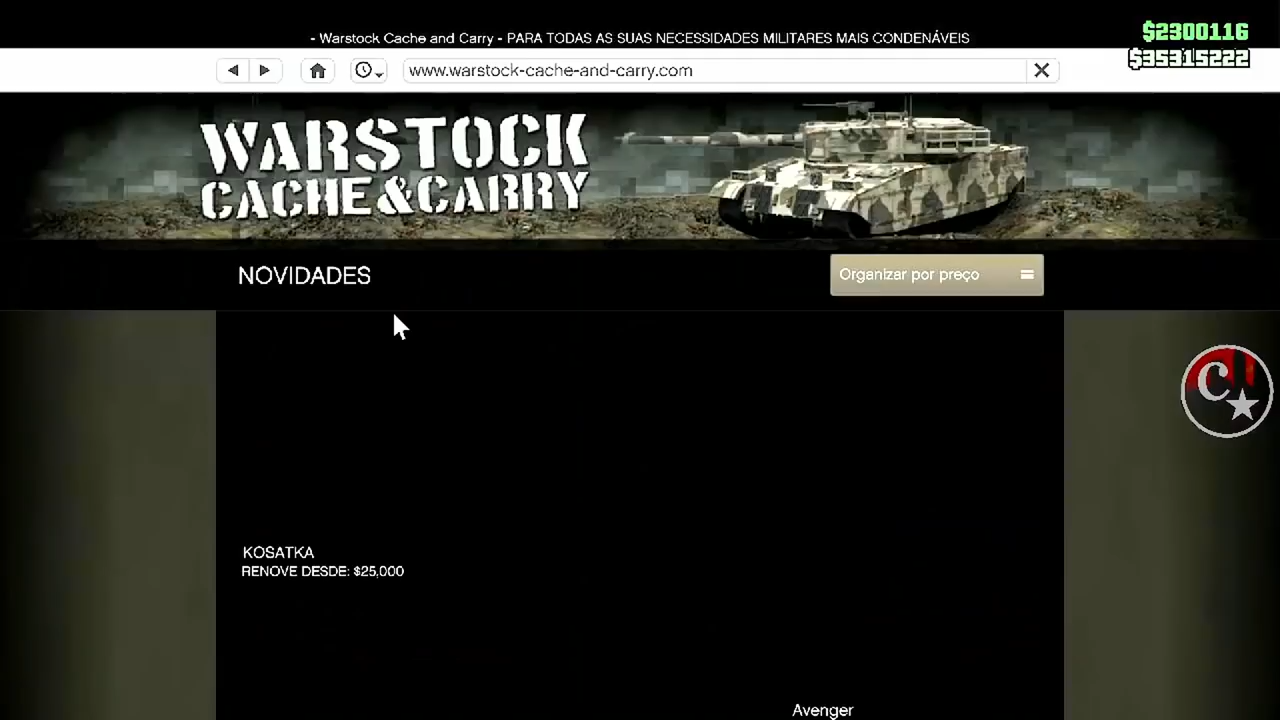 - Warstock Cache and Carry - PARA TODAS AS SUAS NECESSIDADES MILITARES MAIS CONDENÁVEIS
$2300116
$35315222
www.warstock-cache-and-carry.com
WARSTOCK
CACHE&CARRY
NOVIDADES
Organizar por preço
C
KOSATKA
RENOVE DESDE: $25,000
Avenger